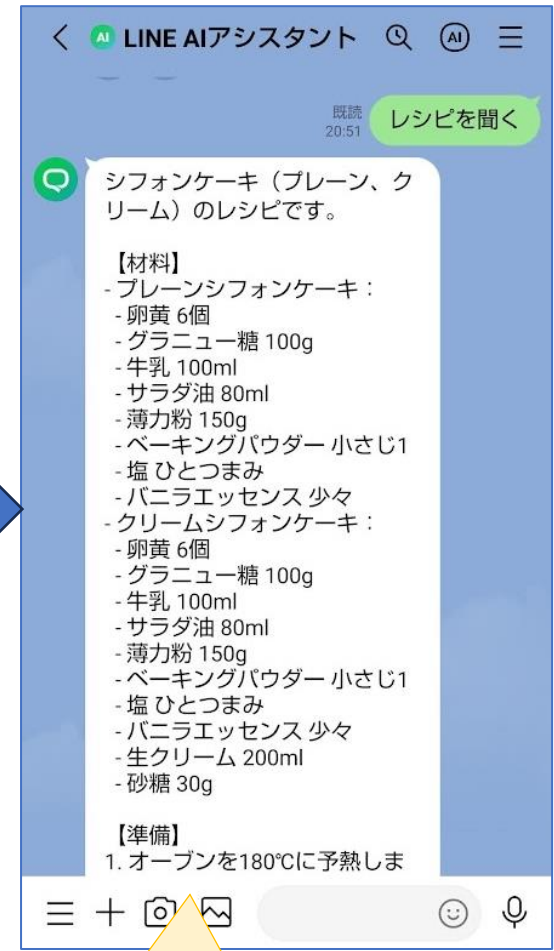 AI LINE AIアシスタント AI
既読
20:51
レシピを聞く
シフォンケーキ（プレーン、ク
リーム）のレシピです。
【材料】
- プレーンシフォンケーキ：
- 卵黄 6個
- グラニュー糖 100g
- 牛乳 100ml
- サラダ油 80ml
- 薄力粉 150g
- ベーキングパウダー 小さじ1
- 塩 ひとつまみ
- バニラエッセンス 少々
- クリームシフォンケーキ：
- 卵黄 6個
- グラニュー糖 100g
- 牛乳 100ml
- サラダ油 80ml
- 薄力粉 150g
- ベーキングパウダー 小さじ1
- 塩 ひとつまみ
- バニラエッセンス 少々
- 生クリーム 200ml
- 砂糖 30g
【準備】
1. オーブンを180℃に予熱しま